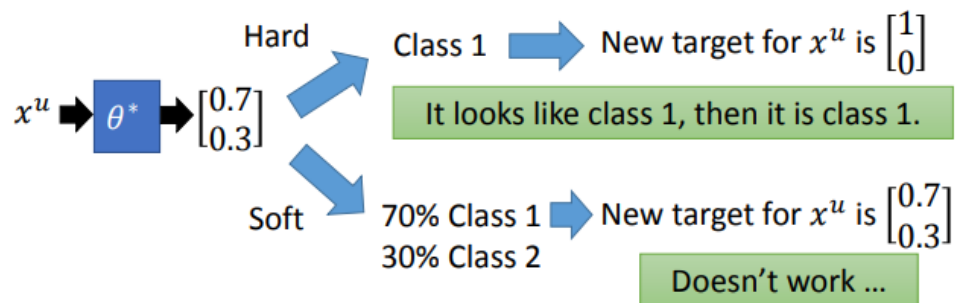 Hard
Class 1
New target for x^u is [1 0]
x^u
θ*
[0.7 0.3]
It looks like class 1, then it is class 1.
Soft
70% Class 1
30% Class 2
New target for x^u is [0.7 0.3]
Doesn't work ...